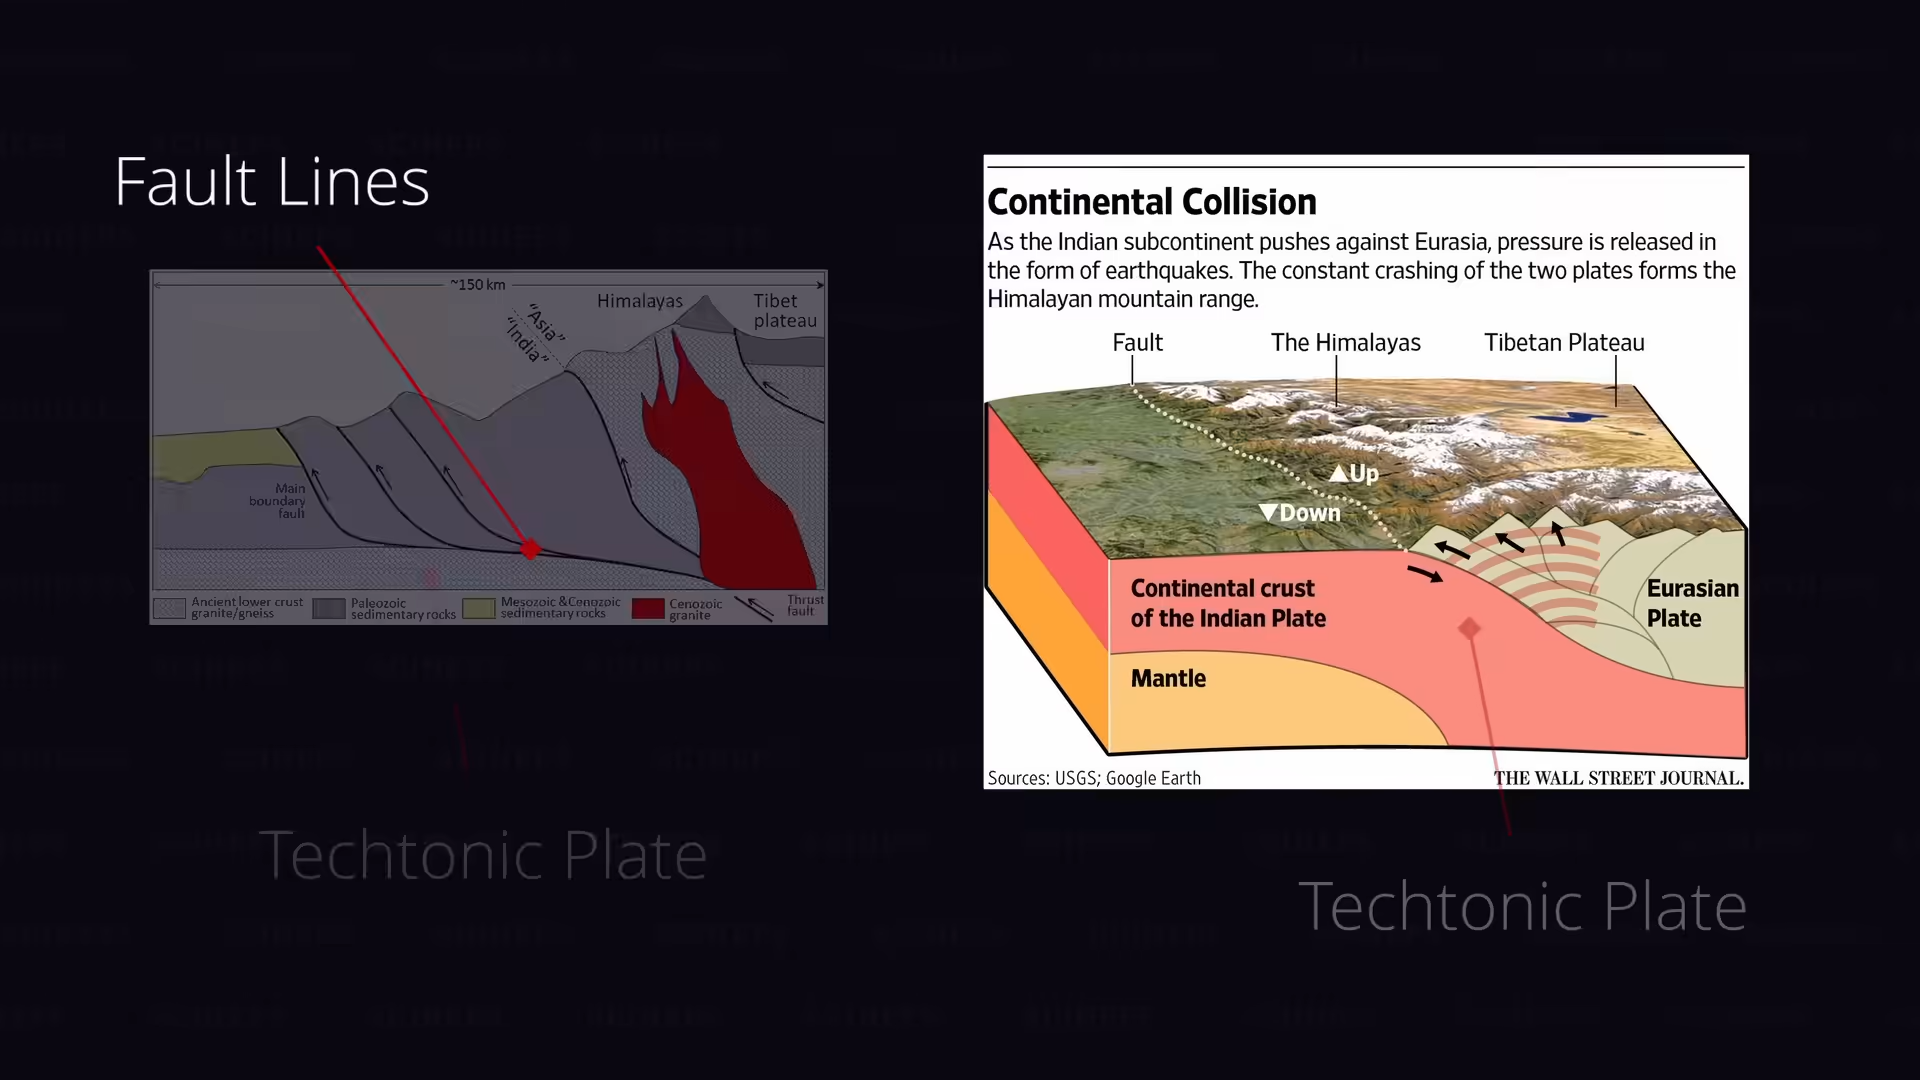 Fault Lines
~150 km
"Asia"
"India"
Himalayas
Tibet
plateau
Main
boundary
fault
Ancient lower crust
granite/gneiss
Paleozoic
sedimentary rocks
Mesozoic &Cenozoic
sedimentary rocks
Cenozoic
granite
Thrust
fault
Techtonic Plate
Continental Collision
As the Indian subcontinent pushes against Eurasia, pressure is released in
the form of earthquakes. The constant crashing of the two plates forms the
Himalayan mountain range.
Fault
The Himalayas
Tibetan Plateau
▲Up
▼Down
Continental crust
of the Indian Plate
Eurasian
Plate
Mantle
Sources: USGS; Google Earth
THE WALL STREET JOURNAL.
Techtonic Plate